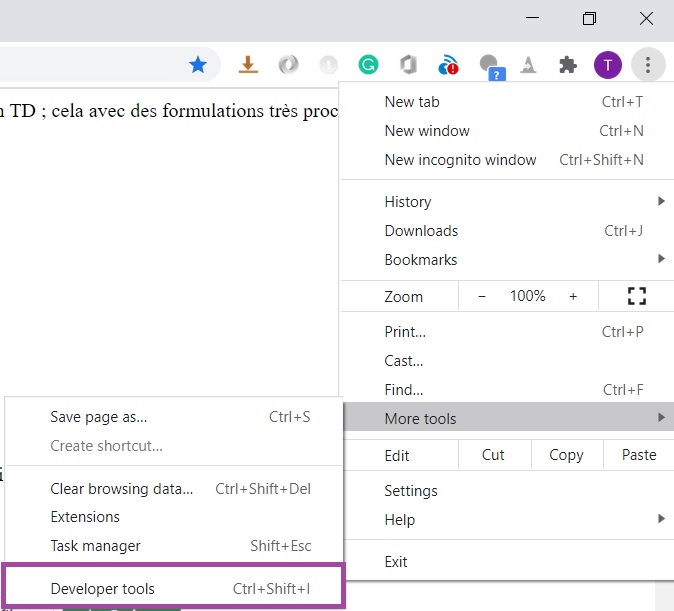 TD ; cela avec des formulations très proc
T
New tab Ctrl+T
New window Ctrl+N
New incognito window Ctrl+Shift+N
History
Downloads Ctrl+J
Bookmarks
Zoom − 100% +
Print... Ctrl+P
Cast...
Find... Ctrl+F
More tools
Edit Cut Copy Paste
Settings
Help
Exit
Save page as... Ctrl+S
Create shortcut...
Clear browsing data... Ctrl+Shift+Del
Extensions
Task manager Shift+Esc
Developer tools Ctrl+Shift+I